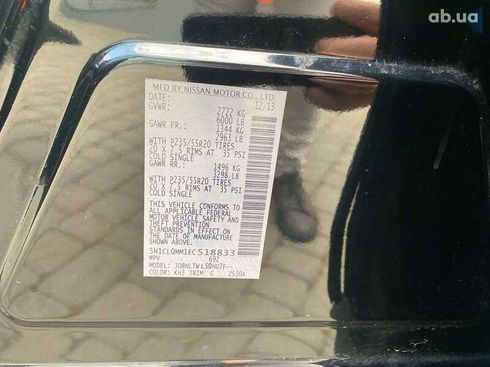 ab.ua
MFD BY NISSAN MOTOR CO., LTD.
DATE: 12/13
GVWR: 2722 KG
6000 LB
GAWR FR.: 1344 KG
2963 LB
WITH P235/55R20 TIRES
20 x 7.5 RIMS AT 35 PSI
COLD SINGLE
GAWR RR.: 1496 KG
3298 LB
WITH P235/55R20 TIRES
20 x 7.5 RIMS AT 35 PSI
COLD SINGLE
THIS VEHICLE CONFORMS TO
ALL APPLICABLE FEDERAL
MOTOR VEHICLE SAFETY AND
THEFT PREVENTION
STANDARDS IN EFFECT ON
THE DATE OF MANUFACTURE
5N1CL0MM1EC518833
MPV 69Z
MODEL:
COLOR: KH3 TRIM: G ZS30A